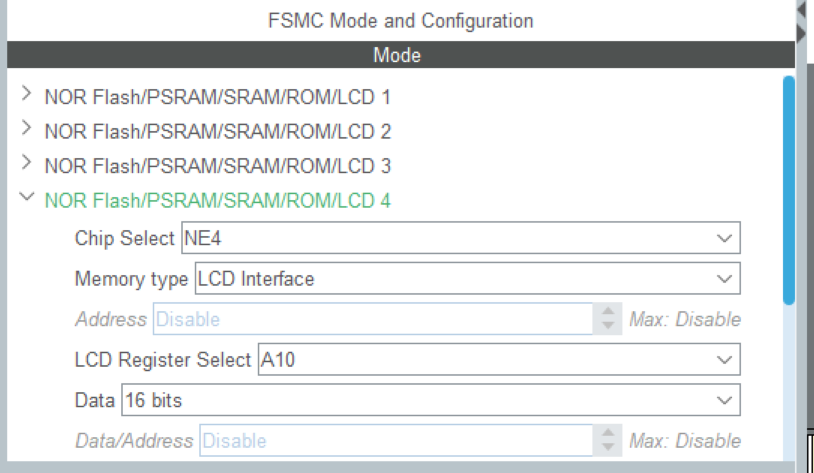 FSMC Mode and Configuration
Mode
NOR Flash/PSRAM/SRAM/ROM/LCD 1
NOR Flash/PSRAM/SRAM/ROM/LCD 2
NOR Flash/PSRAM/SRAM/ROM/LCD 3
NOR Flash/PSRAM/SRAM/ROM/LCD 4
Chip Select NE4
Memory type LCD Interface
Address Disable Max: Disable
LCD Register Select A10
Data 16 bits
Data/Address Disable Max: Disable